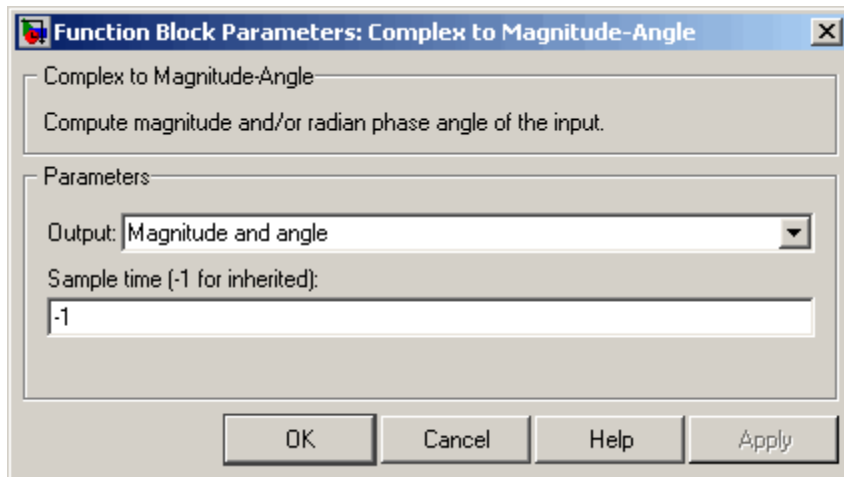 Function Block Parameters: Complex to Magnitude-Angle
Complex to Magnitude-Angle
Compute magnitude and/or radian phase angle of the input.
Parameters
Output: Magnitude and angle
Sample time (-1 for inherited):
-1
OK Cancel Help Apply